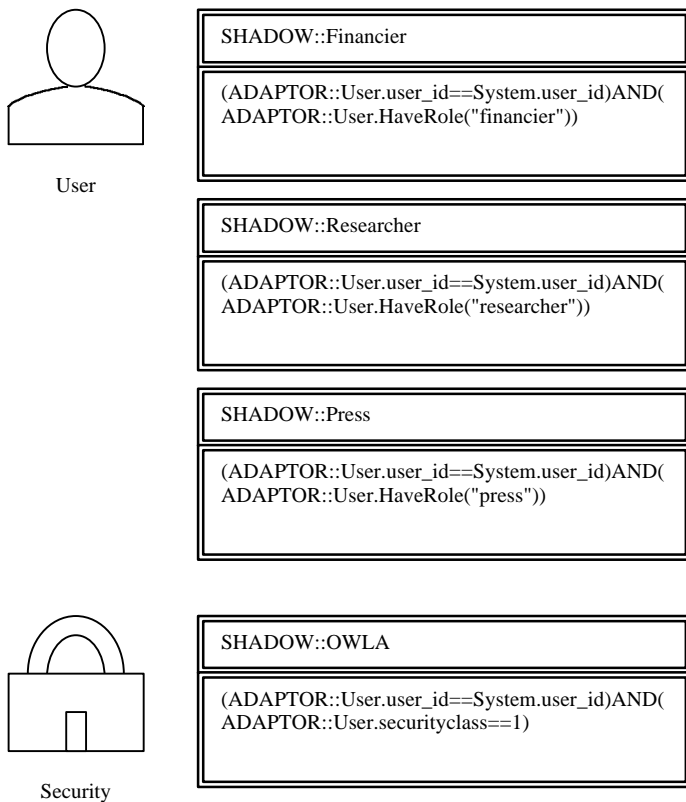 SHADOW::Financier
(ADAPTOR::User.user_id==System.user_id)AND(
ADAPTOR::User.HaveRole("financier"))
User
SHADOW::Researcher
(ADAPTOR::User.user_id==System.user_id)AND(
ADAPTOR::User.HaveRole("researcher"))
SHADOW::Press
(ADAPTOR::User.user_id==System.user_id)AND(
ADAPTOR::User.HaveRole("press"))
SHADOW::OWLA
(ADAPTOR::User.user_id==System.user_id)AND(
ADAPTOR::User.securityclass==1)
Security